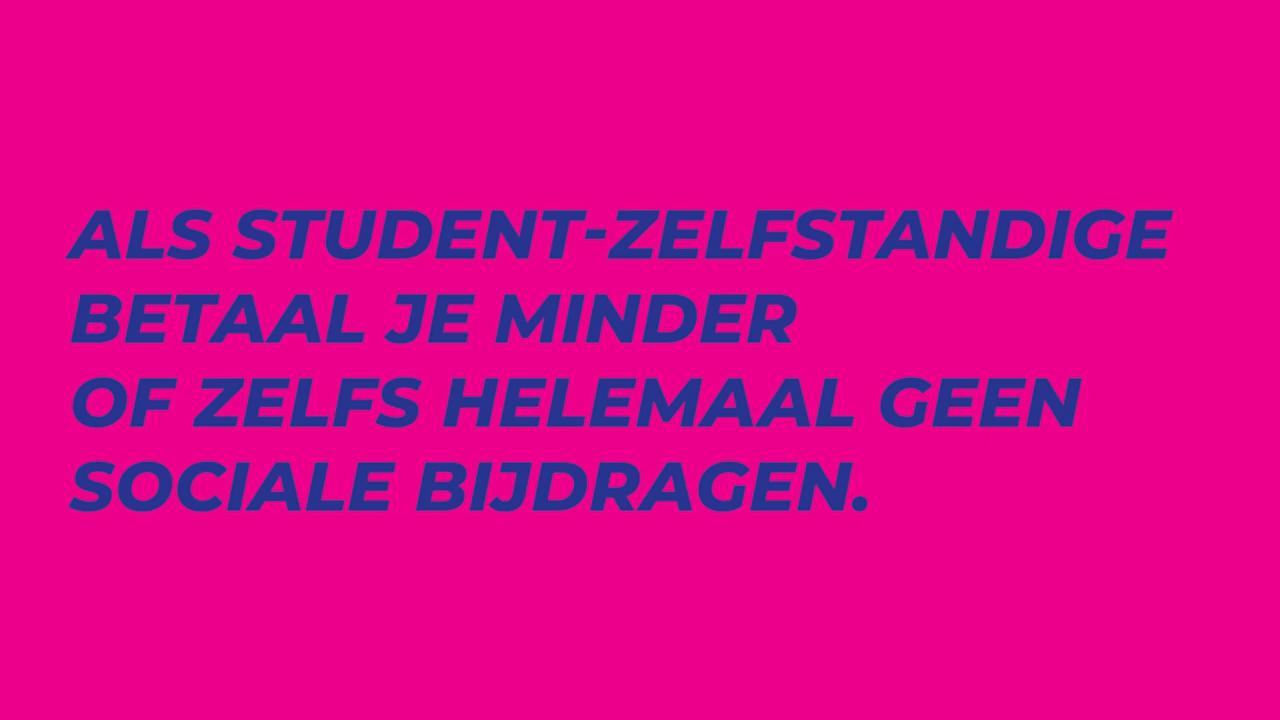 ALS STUDENT-ZELFSTANDIGE
BETAAL JE MINDER
OF ZELFS HELEMAAL GEEN
SOCIALE BIJDRAGEN.